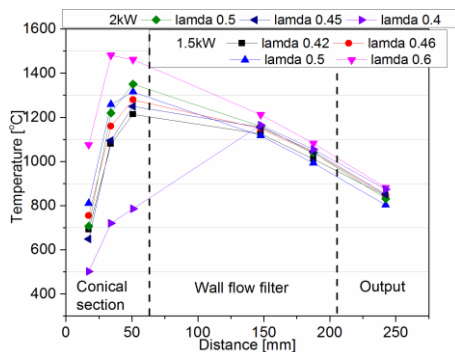 2kW lamda 0.5 lamda 0.45 lamda 0.4
1.5kW lamda 0.42 lamda 0.46
lamda 0.5 lamda 0.6
1600
1400
1200
1000
800
600
400
Temperature [°C]
Conical
section
Wall flow filter
Output
0 50 100 150 200 250
Distance [mm]